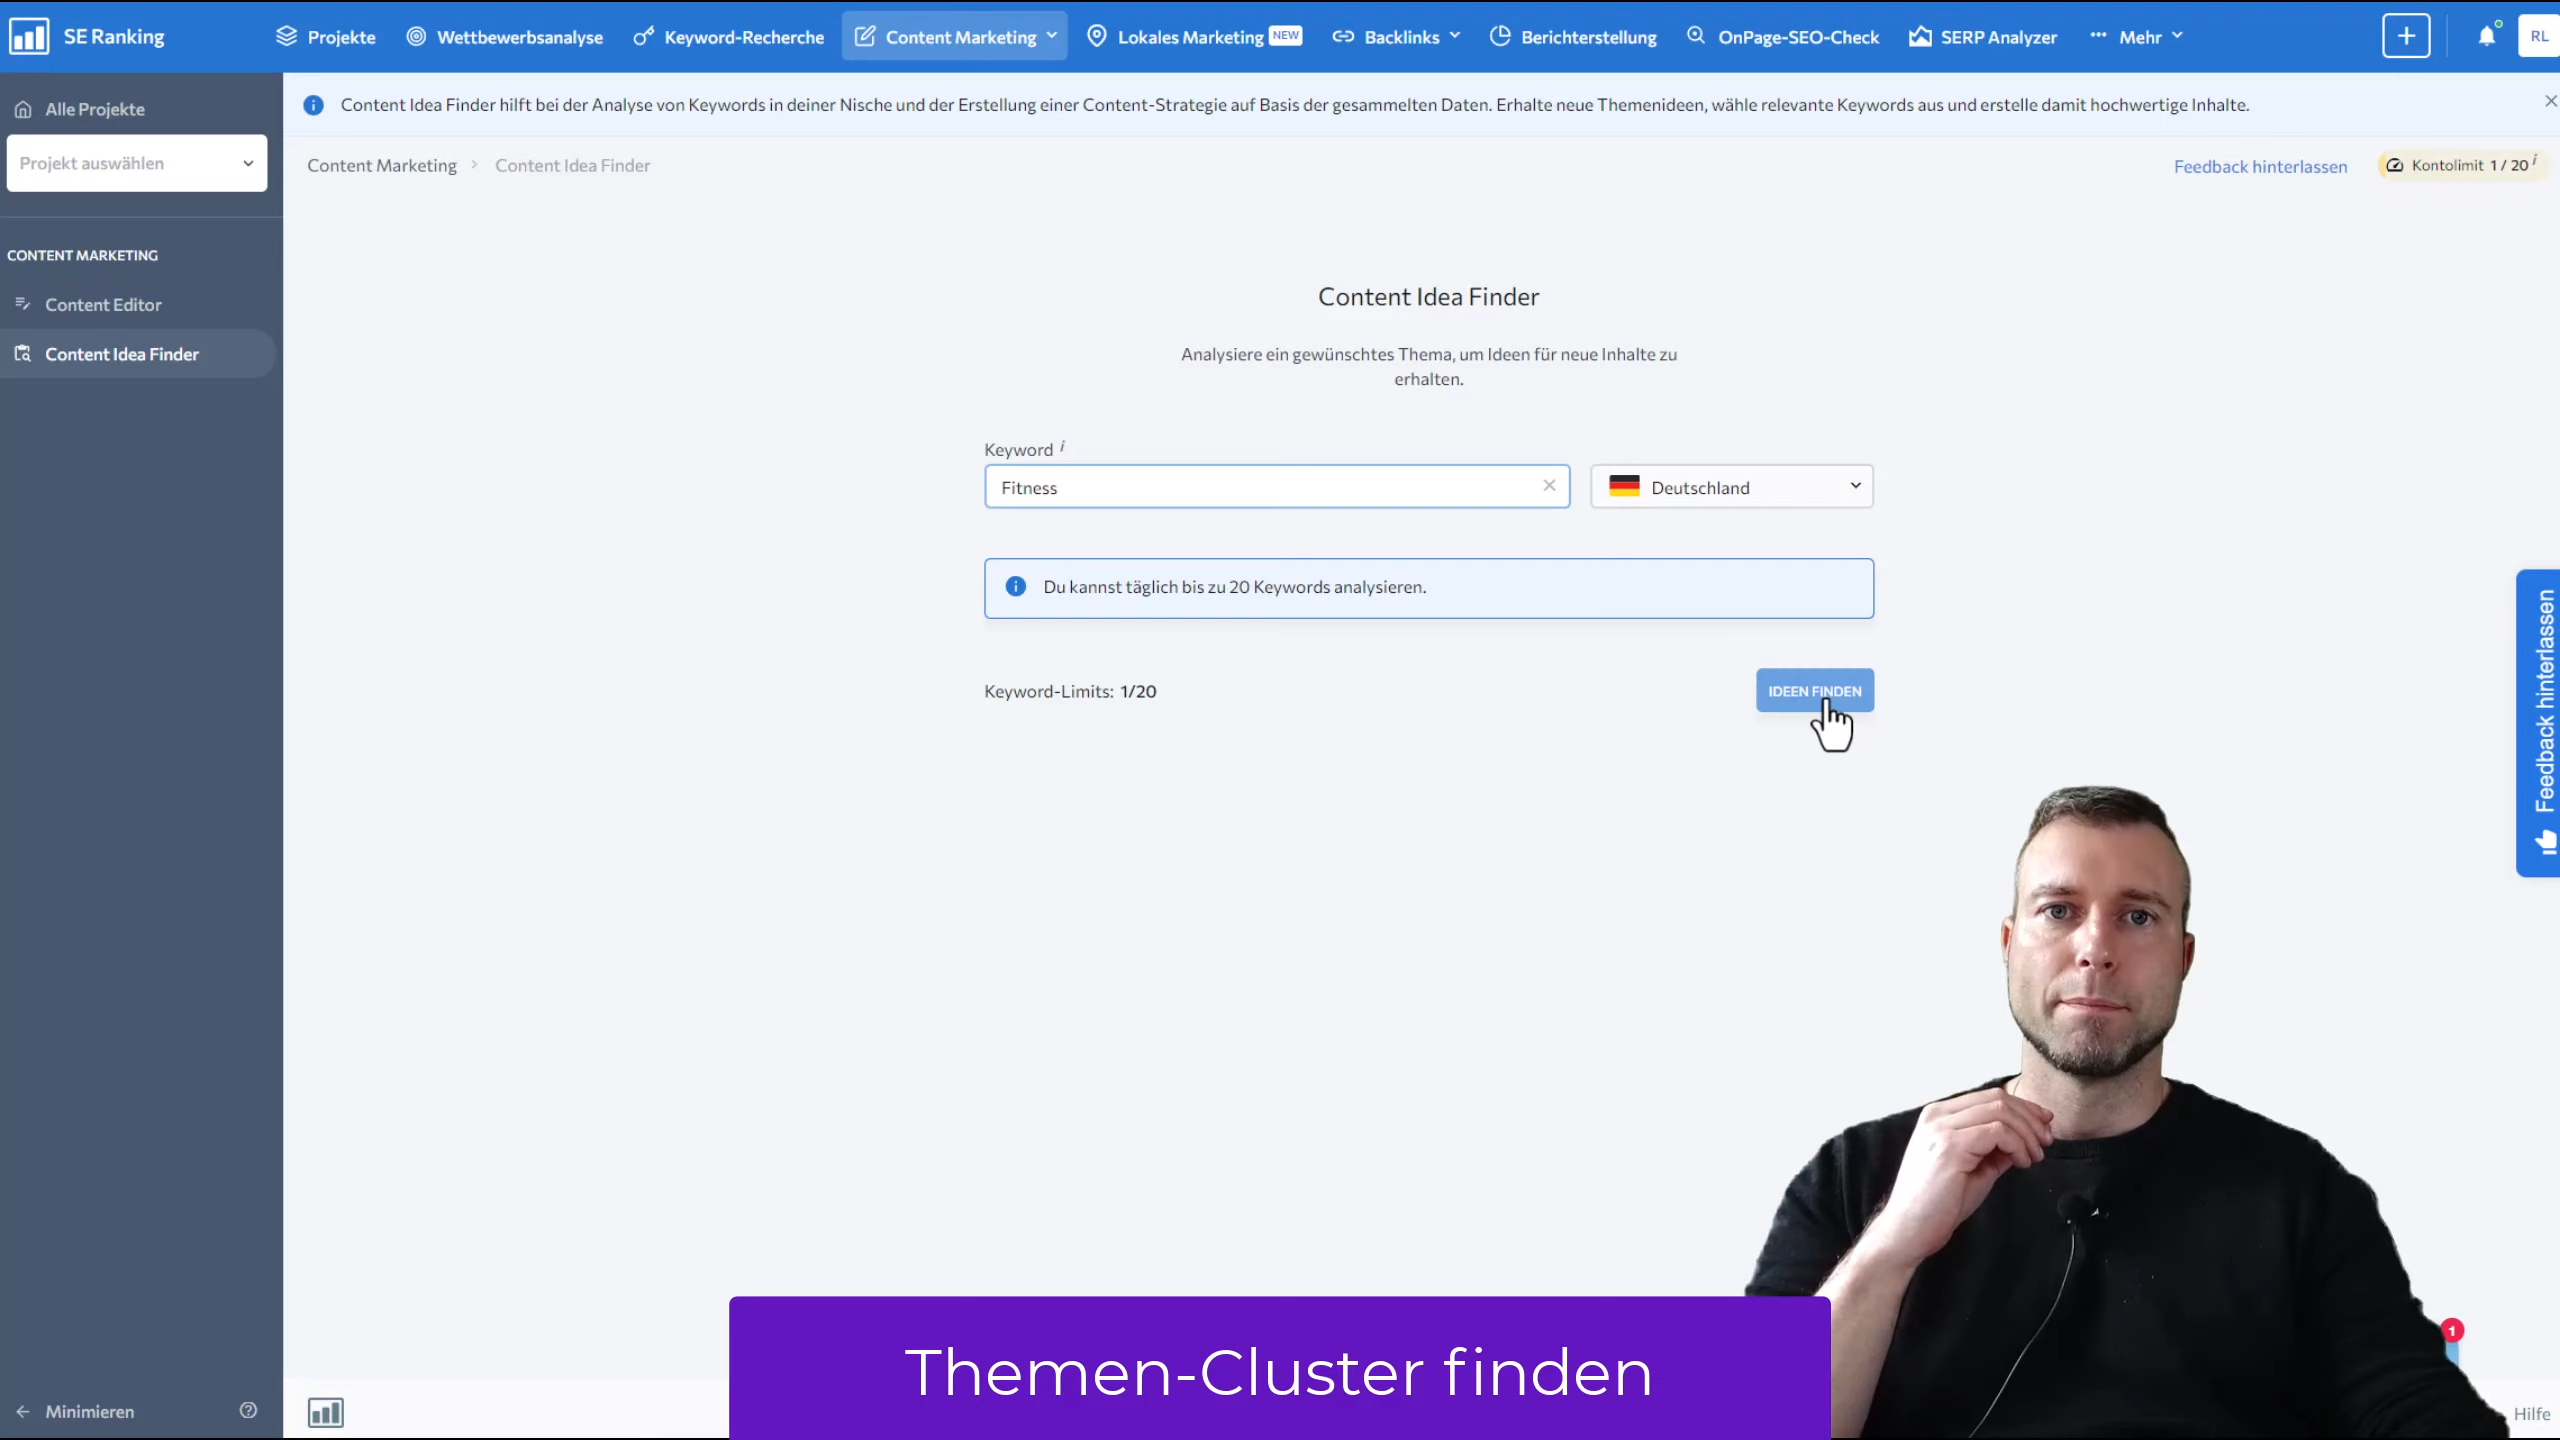 SE Ranking
Projekte
Wettbewerbsanalyse
Keyword-Recherche
Content Marketing
Lokales Marketing NEW
Backlinks
Berichterstellung
OnPage-SEO-Check
SERP Analyzer
Mehr
RL
Alle Projekte
Projekt auswählen
CONTENT MARKETING
Content Editor
Content Idea Finder
Minimieren
Content Idea Finder hilft bei der Analyse von Keywords in deiner Nische und der Erstellung einer Content-Strategie auf Basis der gesammelten Daten. Erhalte neue Themenideen, wähle relevante Keywords aus und erstelle damit hochwertige Inhalte.
Content Marketing > Content Idea Finder
Feedback hinterlassen
Kontolimit 1 / 20 i
Content Idea Finder
Analysiere ein gewünschtes Thema, um Ideen für neue Inhalte zu
erhalten.
Keyword i
Fitness
Deutschland
Du kannst täglich bis zu 20 Keywords analysieren.
Keyword-Limits: 1/20
IDEEN FINDEN
Feedback hinterlassen
1
Themen-Cluster finden
Hilfe